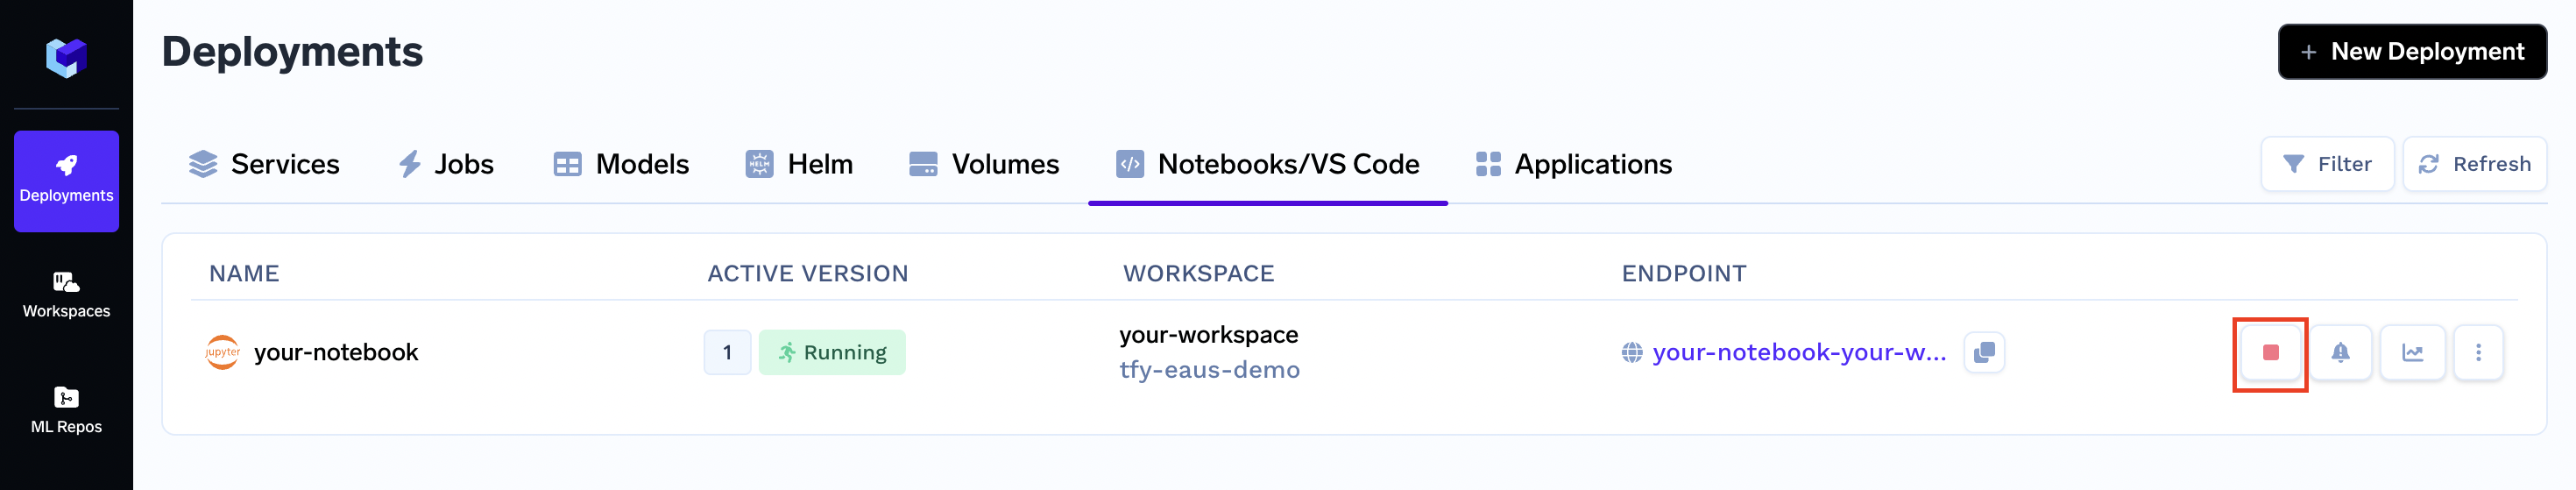 Deployments
+ New Deployment
Deployments
Workspaces
ML Repos
Services
Jobs
Models
HELM
Helm
Volumes
</> Notebooks/VS Code
Applications
Filter
Refresh
NAME
ACTIVE VERSION
WORKSPACE
ENDPOINT
jupyter
your-notebook
1
Running
your-workspace
tfy-eaus-demo
your-notebook-your-w...